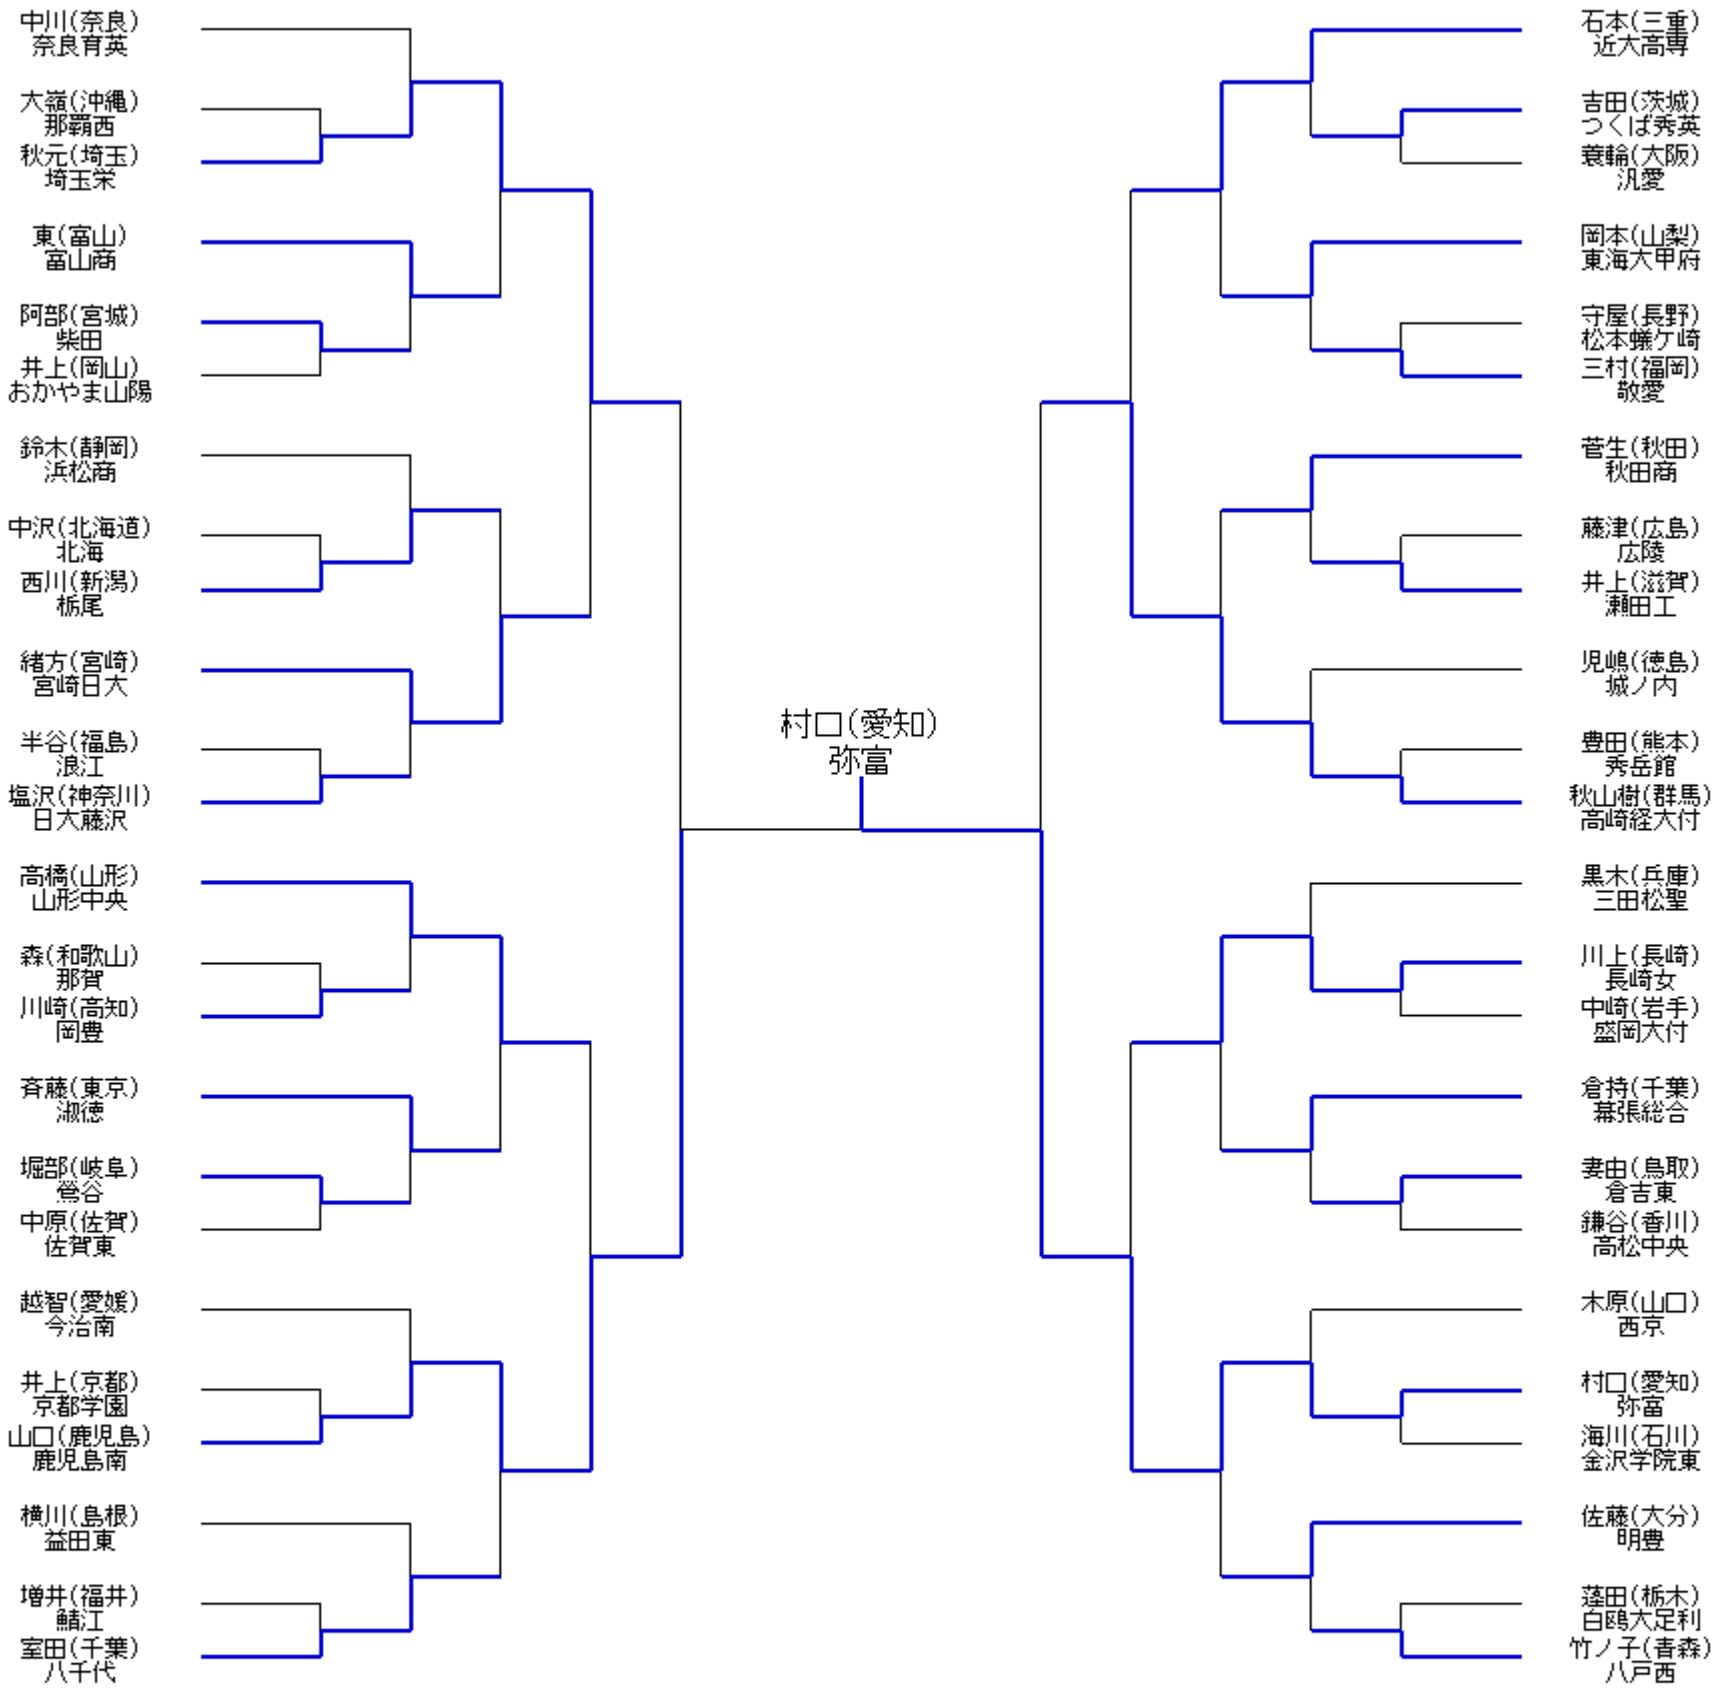 中川(奈良)
奈良育英
大嶺(沖縄)
那覇西
秋元(埼玉)
埼玉栄
東(富山)
富山商
阿部(宮城)
柴田
井上(岡山)
おかやま山陽
鈴木(静岡)
浜松商
中沢(北海道)
北海
西川(新潟)
栃尾
緒方(宮崎)
宮崎日大
半谷(福島)
浪江
塩沢(神奈川)
日大藤沢
高橋(山形)
山形中央
森(和歌山)
那賀
川崎(高知)
岡豊
斉藤(東京)
淑徳
堀部(岐阜)
鶯谷
中原(佐賀)
佐賀東
越智(愛媛)
今治南
井上(京都)
京都学園
山口(鹿児島)
鹿児島南
横川(島根)
益田東
増井(福井)
鯖江
室田(千葉)
八千代
村口(愛知)
弥富
石本(三重)
近大高専
吉田(茨城)
つくば秀英
蓑輪(大阪)
汎愛
岡本(山梨)
東海大甲府
守屋(長野)
松本蟻ケ崎
三村(福岡)
敬愛
菅生(秋田)
秋田商
藤津(広島)
広陵
井上(滋賀)
瀬田工
児嶋(徳島)
城ノ内
豊田(熊本)
秀岳館
秋山樹(群馬)
高崎経大付
黒木(兵庫)
三田松聖
川上(長崎)
長崎女
中崎(岩手)
盛岡大付
倉持(千葉)
幕張総合
妻由(鳥取)
倉吉東
鎌谷(香川)
高松中央
木原(山口)
西京
村口(愛知)
弥富
海川(石川)
金沢学院東
佐藤(大分)
明豊
蓬田(栃木)
白鴎大足利
竹ノ子(青森)
八戸西